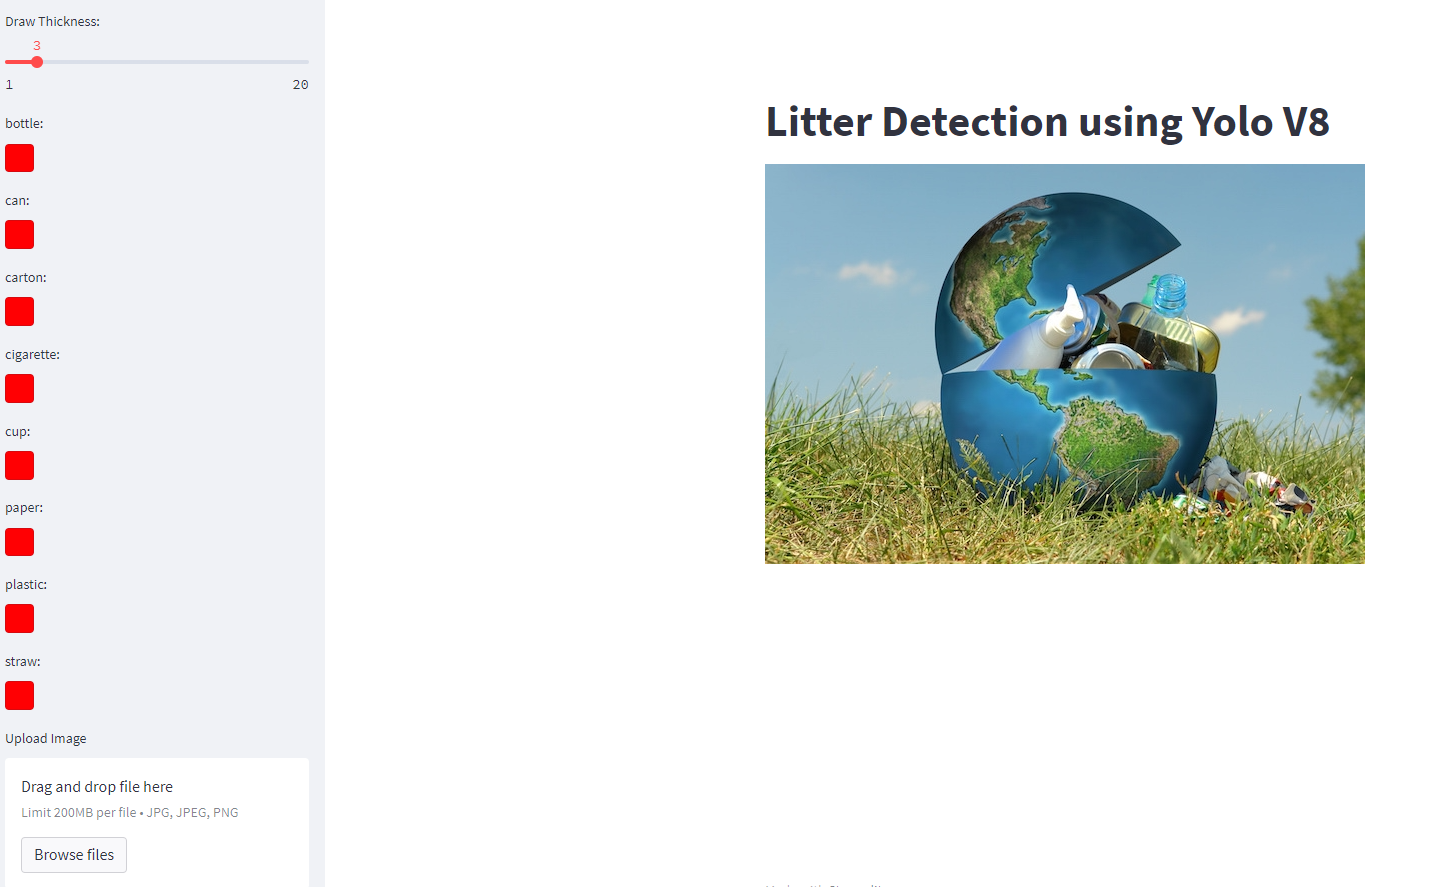 Draw Thickness:
3
1
20
bottle:
can:
carton:
cigarette:
cup:
paper:
plastic:
straw:
Upload Image
Drag and drop file here
Limit 200MB per file • JPG, JPEG, PNG
Browse files
Litter Detection using Yolo V8